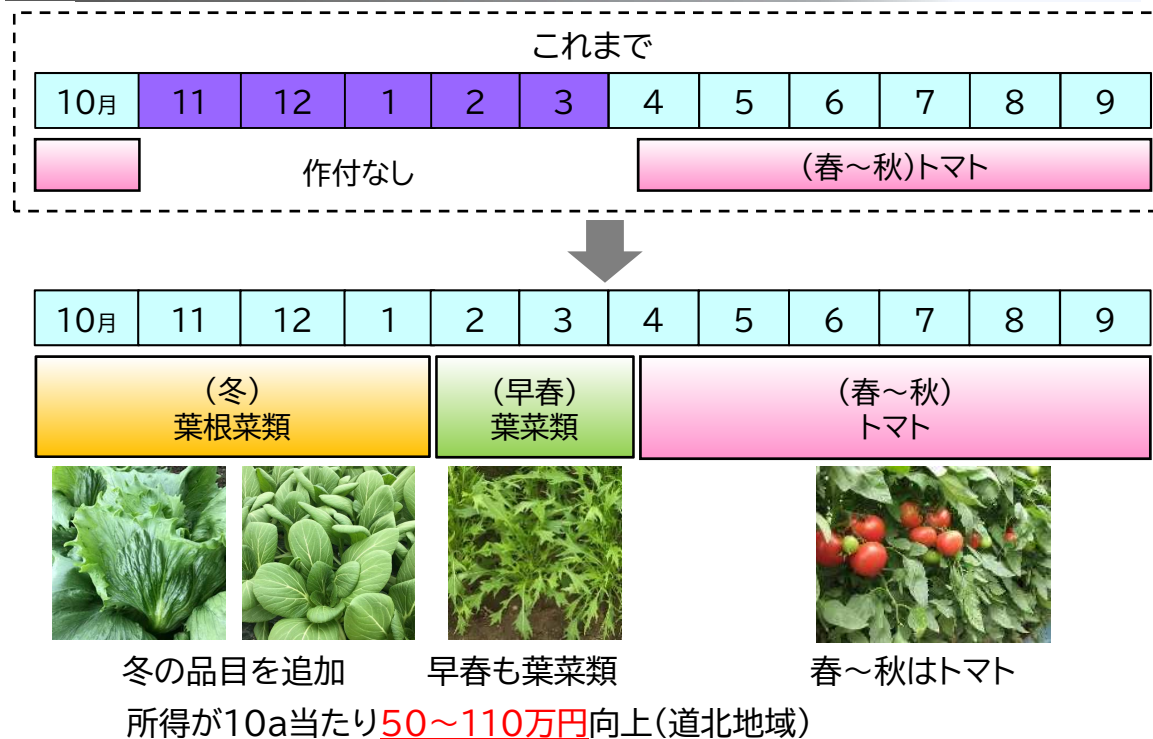 これまで
10月 11 12 1 2 3 4 5 6 7 8 9
作付なし (春～秋)トマト
10月 11 12 1 2 3 4 5 6 7 8 9
(冬) (早春) (春～秋)
葉根菜類 葉菜類 トマト
冬の品目を追加 早春も葉菜類 春～秋はトマト
所得が10a当たり50～110万円向上(道北地域)